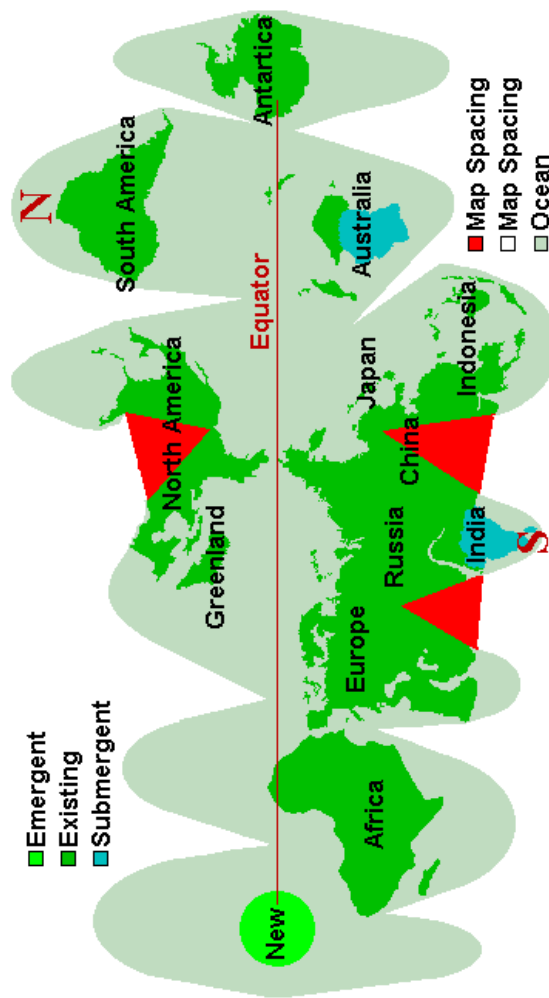 Emergent
Existing
Submergent
N
South America
Antartica
North America
Greenland
Equator
New
Africa
Europe
Russia
China
Japan
India
Indonesia
Australia
S
Map Spacing
Map Spacing
Ocean